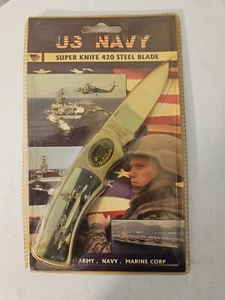 US NAVY
SUPER KNIFE 420 STEEL BLADE
ARMY . NAVY . MARINE CORP